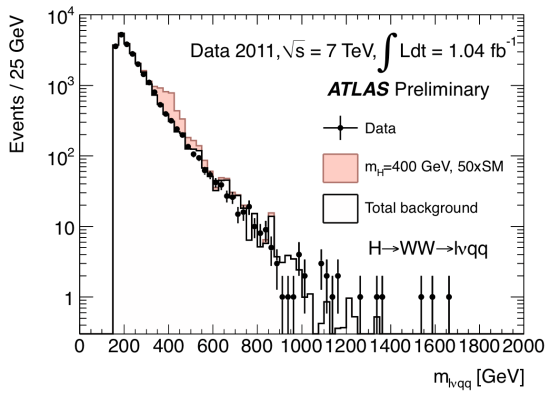 Data 2011, √s = 7 TeV, ∫ Ldt = 1.04 fb⁻¹
ATLAS Preliminary
Data
m_H=400 GeV, 50xSM
Total background
H→WW→lνqq
Events / 25 GeV
10⁴
10³
10²
10
1
0 200 400 600 800 1000 1200 1400 1600 1800 2000
m_lνqq [GeV]